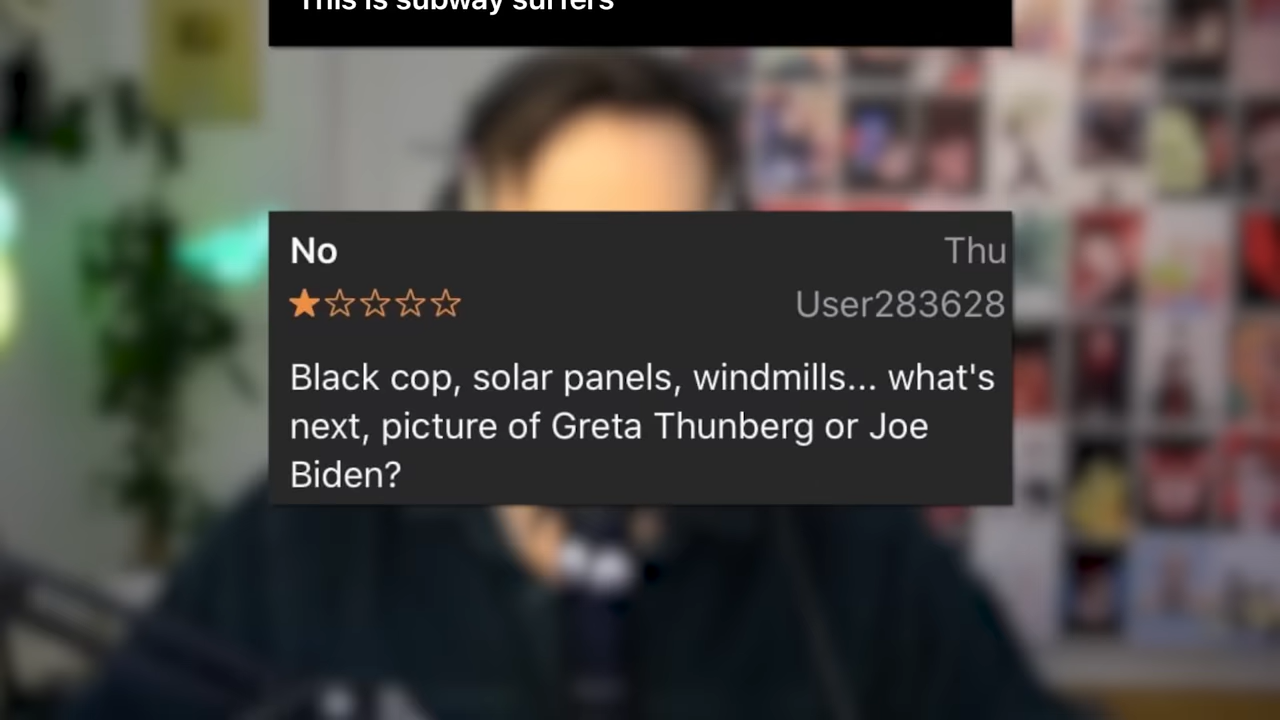 This is subway surfers
No
Thu
User283628
Black cop, solar panels, windmills... what's
next, picture of Greta Thunberg or Joe
Biden?